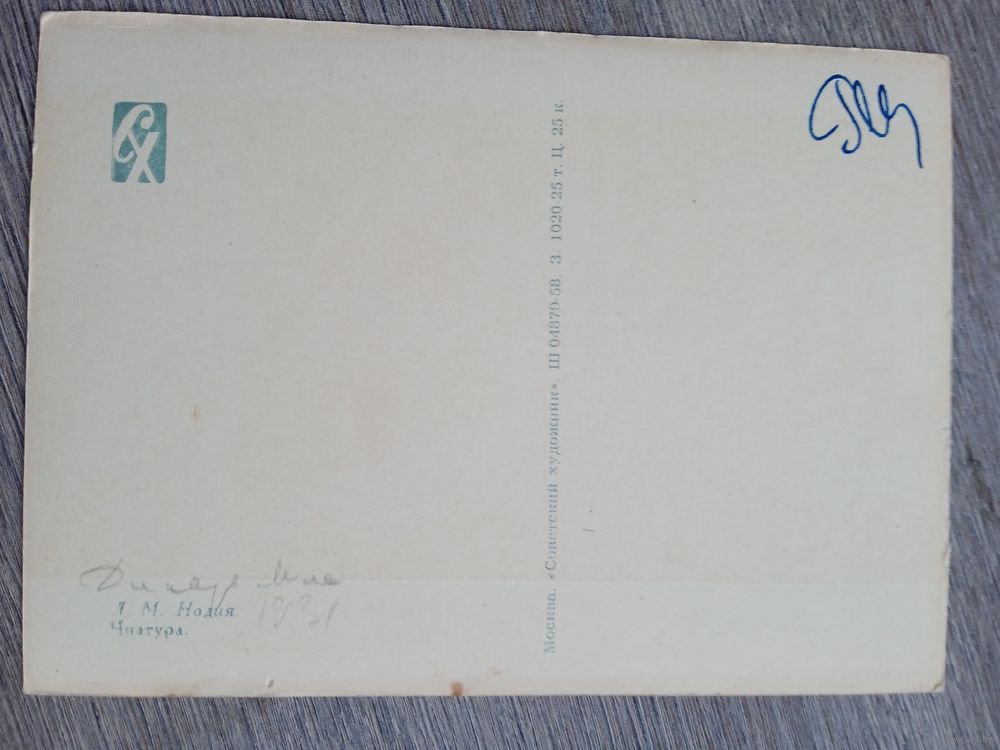 СХ
Москва. «Советский художник». Ш 04879-58. З. 1020-25 т. Ц. 25 к.
1931
Д. М. Нодия.
Чиатура.